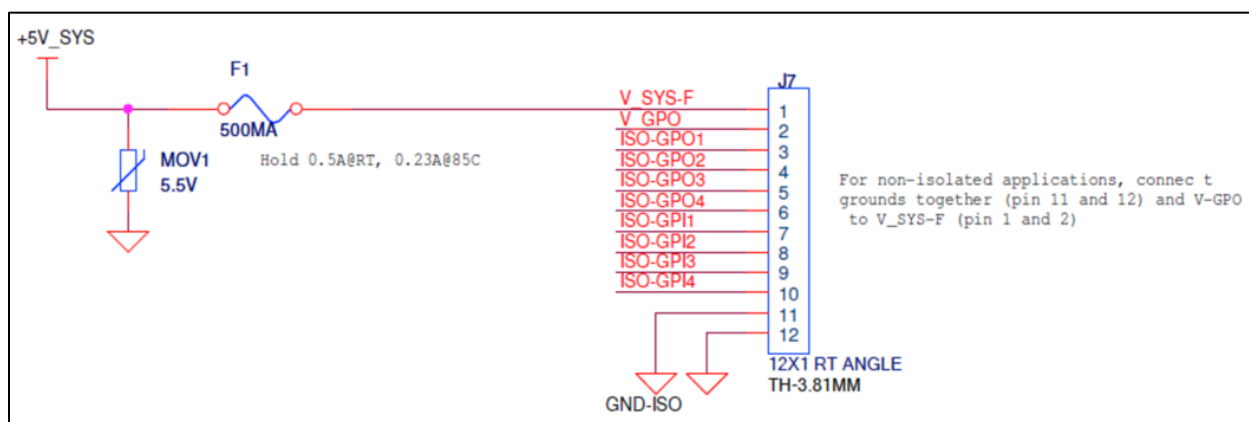 +5V_SYS
F1
500MA
Hold 0.5A@RT, 0.23A@85C
MOV1
5.5V
J7
V_SYS-F
1
V_GPO
2
ISO-GPO1
3
ISO-GPO2
4
ISO-GPO3
5
ISO-GPO4
6
ISO-GPI1
7
ISO-GPI2
8
ISO-GPI3
9
ISO-GPI4
10
11
12
GND-ISO
12X1 RT ANGLE
TH-3.81MM
For non-isolated applications, connec t
grounds together (pin 11 and 12) and V-GPO
to V_SYS-F (pin 1 and 2)